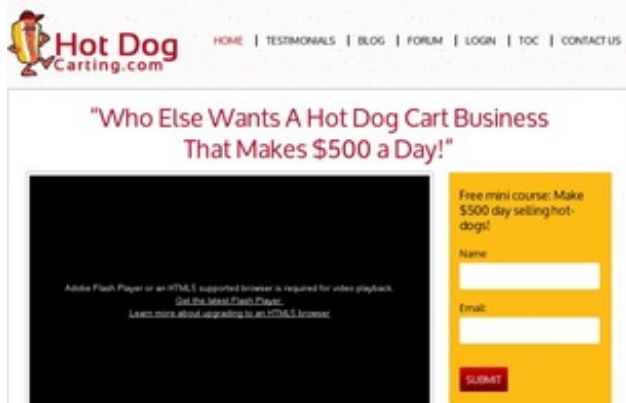 Hot Dog
Carting.com
HOME | TESTIMONIALS | BLOG | FORUM | LOGIN | TOC | CONTACT US
"Who Else Wants A Hot Dog Cart Business
That Makes $500 a Day!"
Adobe Flash Player or an HTML5 supported browser is required for video playback.
Get the latest Flash Player
Learn more about upgrading to an HTML5 browser
Free mini course: Make
$500 day selling hot-
dogs!
Name
Email:
SUBMIT